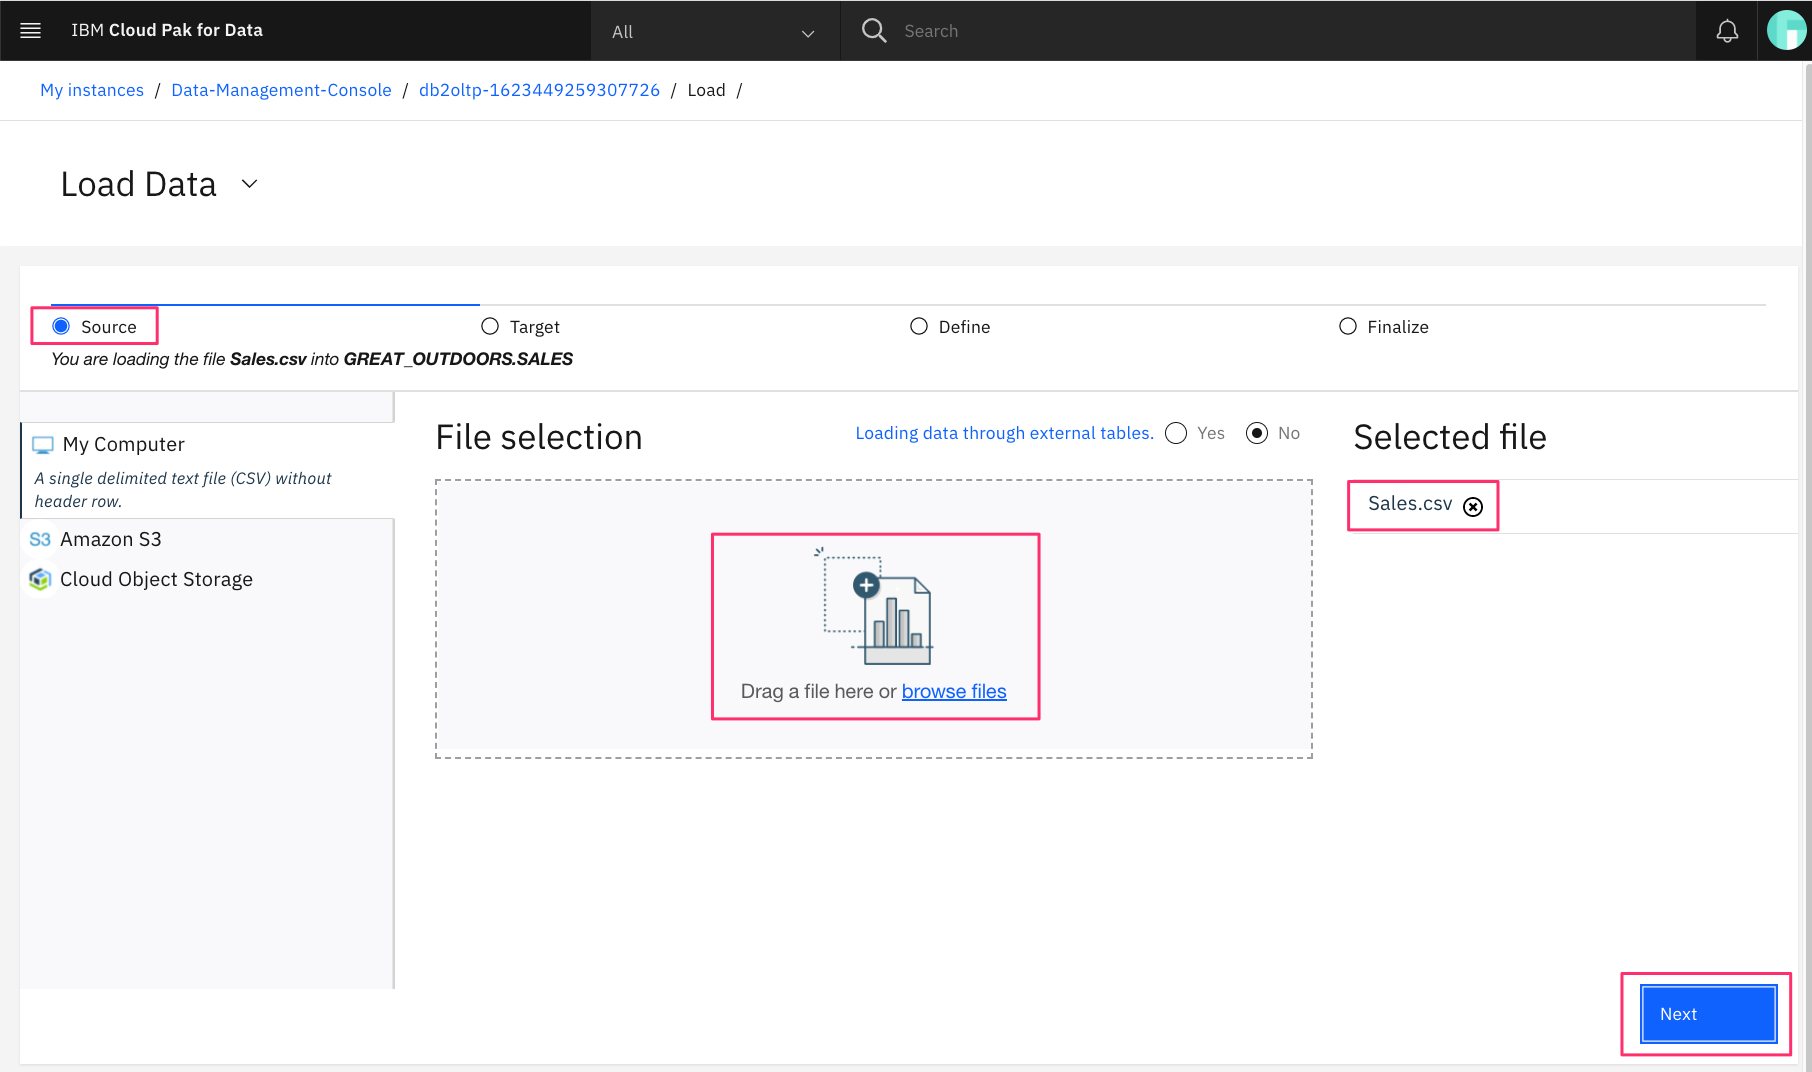 IBM Cloud Pak for Data
All
Search
My instances / Data-Management-Console / db2oltp-1623449259307726 / Load /
Load Data
Source
Target
Define
Finalize
You are loading the file Sales.csv into GREAT_OUTDOORS.SALES
My Computer
A single delimited text file (CSV) without
header row.
S3 Amazon S3
Cloud Object Storage
File selection
Loading data through external tables. Yes No
Drag a file here or browse files
Selected file
Sales.csv
Next